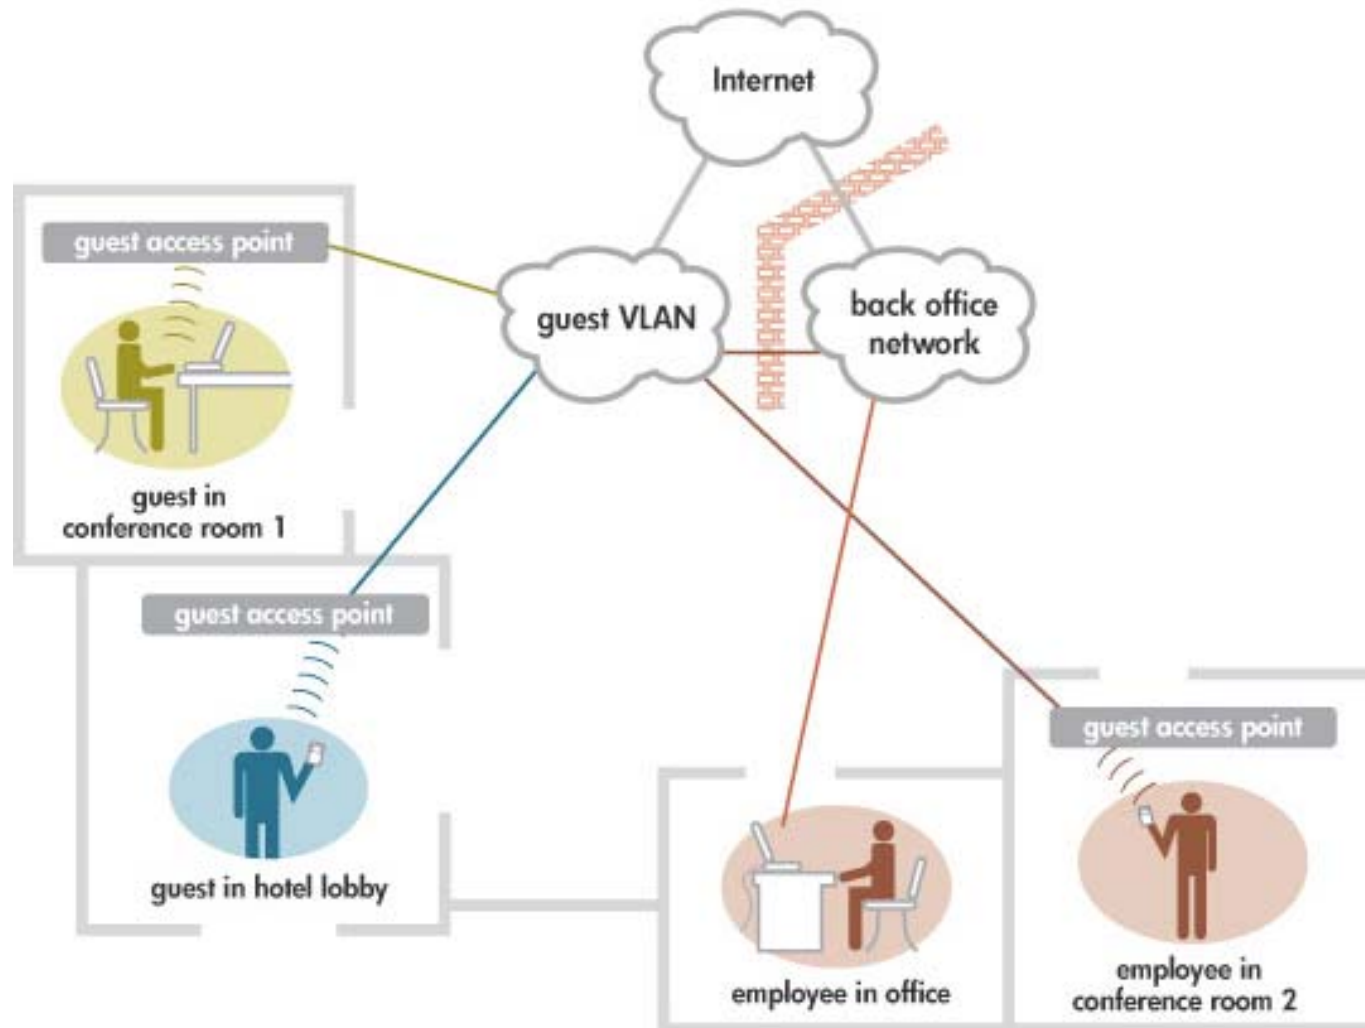 Internet
guest access point
guest VLAN
back office
network
guest in
conference room 1
guest access point
guest in hotel lobby
guest access point
employee in office
employee in
conference room 2